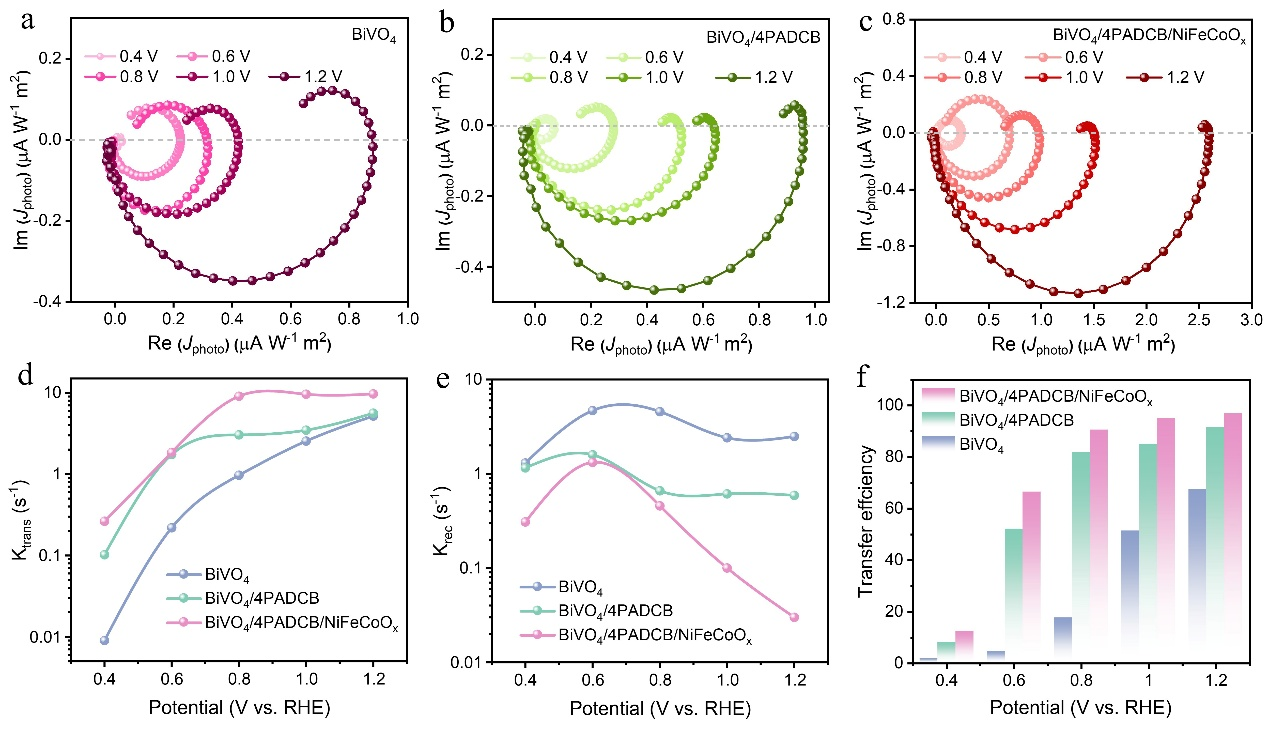 a
BiVO₄
0.4 V 0.6 V
0.8 V 1.0 V 1.2 V
Im (Jphoto) (μA W⁻¹ m²)
0.2
0.0
-0.2
-0.4
0.0 0.2 0.4 0.6 0.8 1.0
Re (Jphoto) (μA W⁻¹ m²)
b
BiVO₄/4PADCB
0.4 V 0.6 V
0.8 V 1.0 V 1.2 V
Im (Jphoto) (μA W⁻¹ m²)
0.2
0.0
-0.2
-0.4
0.0 0.2 0.4 0.6 0.8 1.0
Re (Jphoto) (μA W⁻¹ m²)
c
BiVO₄/4PADCB/NiFeCoOₓ
0.4 V 0.6 V
0.8 V 1.0 V 1.2 V
Im (Jphoto) (μA W⁻¹ m²)
0.8
0.4
0.0
-0.4
-0.8
-1.2
0.0 0.5 1.0 1.5 2.0 2.5 3.0
Re (Jphoto) (μA W⁻¹ m²)
d
Ktrans (s⁻¹)
10
1
0.1
0.01
BiVO₄
BiVO₄/4PADCB
BiVO₄/4PADCB/NiFeCoOₓ
0.4 0.6 0.8 1.0 1.2
Potential (V vs. RHE)
e
Krec (s⁻¹)
10
1
0.1
0.01
BiVO₄
BiVO₄/4PADCB
BiVO₄/4PADCB/NiFeCoOₓ
0.4 0.6 0.8 1.0 1.2
Potential (V vs. RHE)
f
Transfer effciency
100
80
60
40
20
0
BiVO₄/4PADCB/NiFeCoOₓ
BiVO₄/4PADCB
BiVO₄
0.4 0.6 0.8 1 1.2
Potential (V vs. RHE)